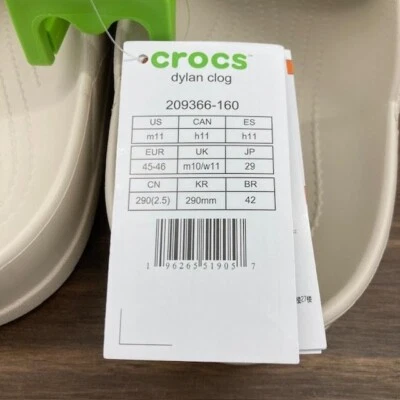 crocs™
dylan clog
209366-160
US CAN ES
m11 h11 h11
EUR UK JP
45-46 m10/w11 29
CN KR BR
290(2.5) 290mm 42
1 96265 51905 7